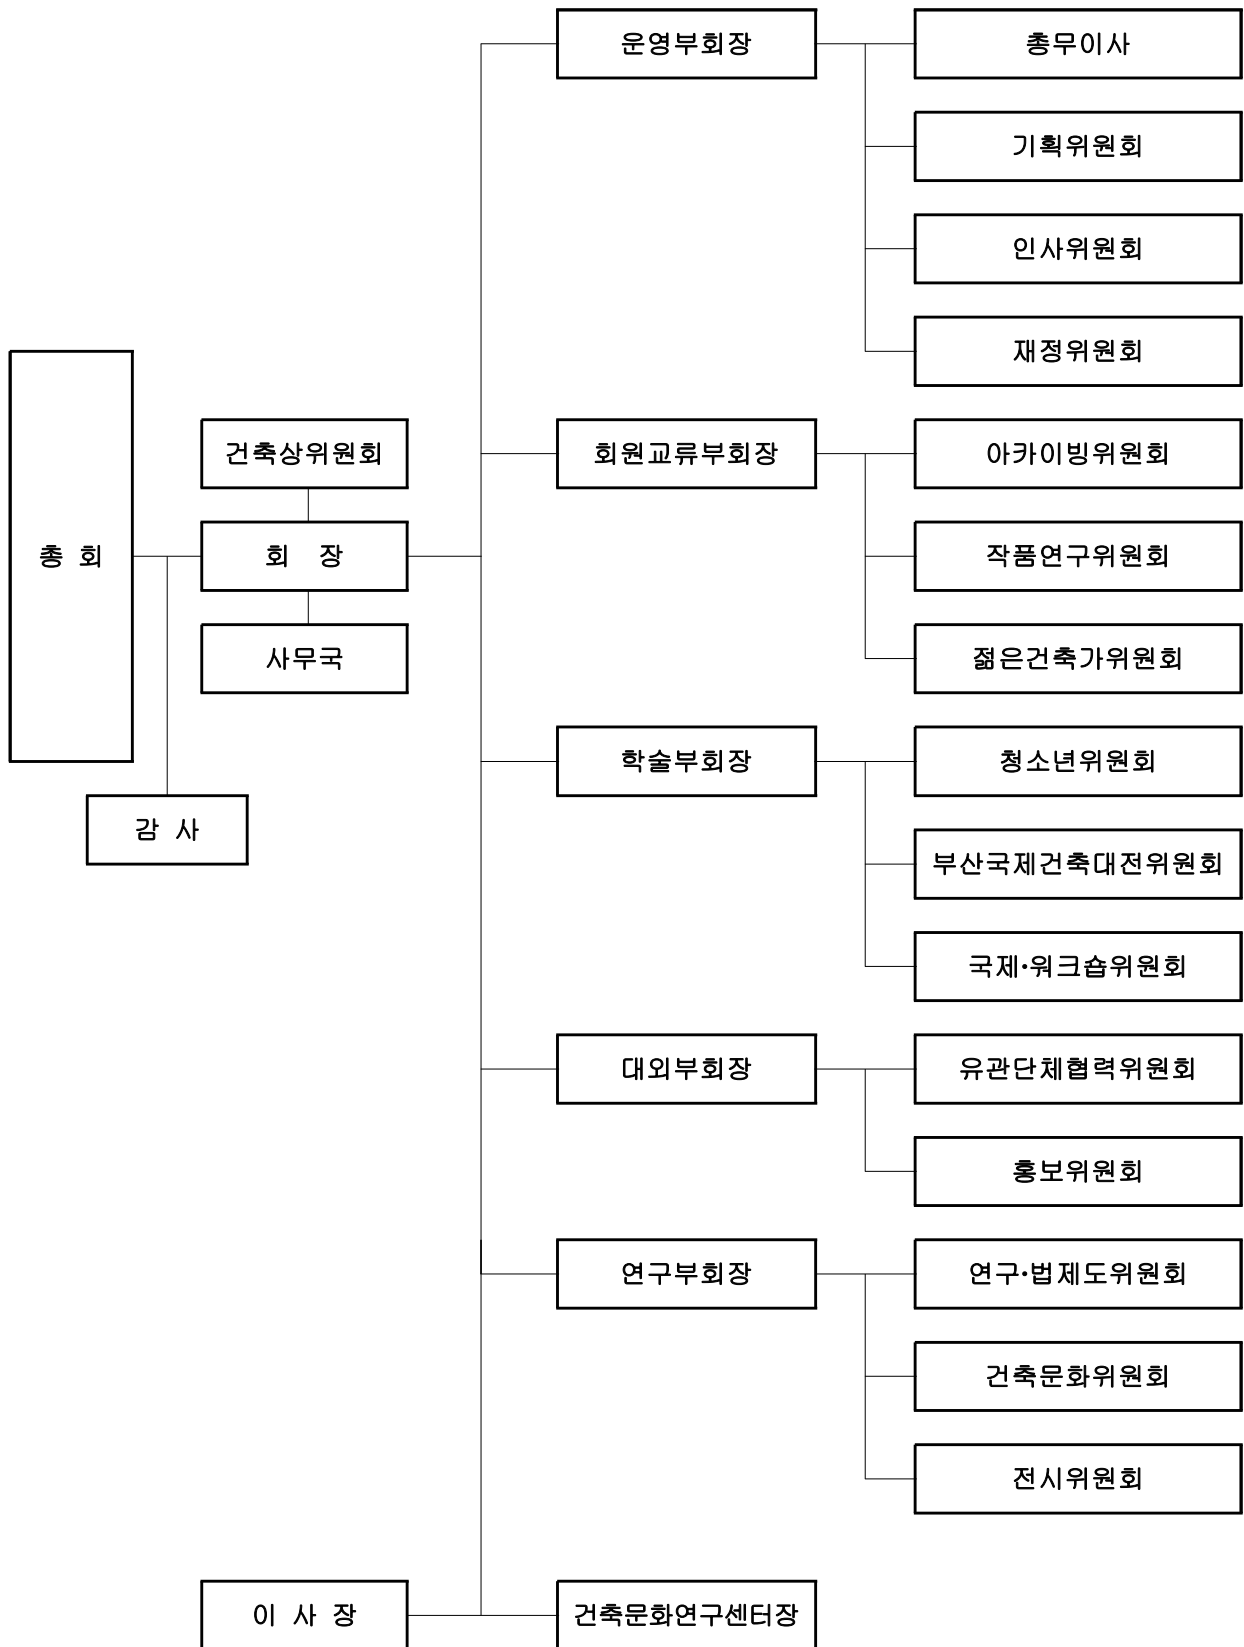 운영부회장
총무이사
기획위원회
인사위원회
재정위원회
총 회
건축상위원회
회 장
사무국
감 사
회원교류부회장
아카이빙위원회
작품연구위원회
젊은건축가위원회
학술부회장
청소년위원회
부산국제건축대전위원회
국제·워크숍위원회
대외부회장
유관단체협력위원회
홍보위원회
연구부회장
연구·법제도위원회
건축문화위원회
전시위원회
이 사 장
건축문화연구센터장